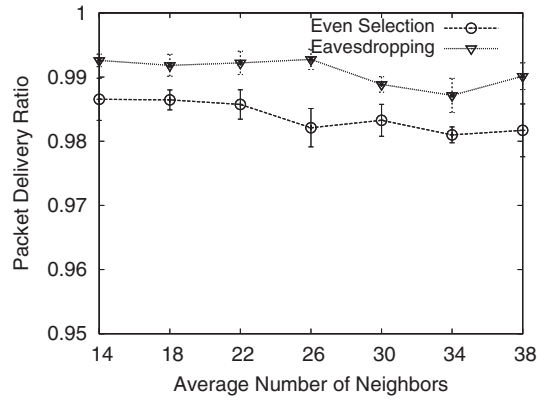 Even Selection
Eavesdropping
1
0.99
0.98
0.97
0.96
0.95
Packet Delivery Ratio
14 18 22 26 30 34 38
Average Number of Neighbors